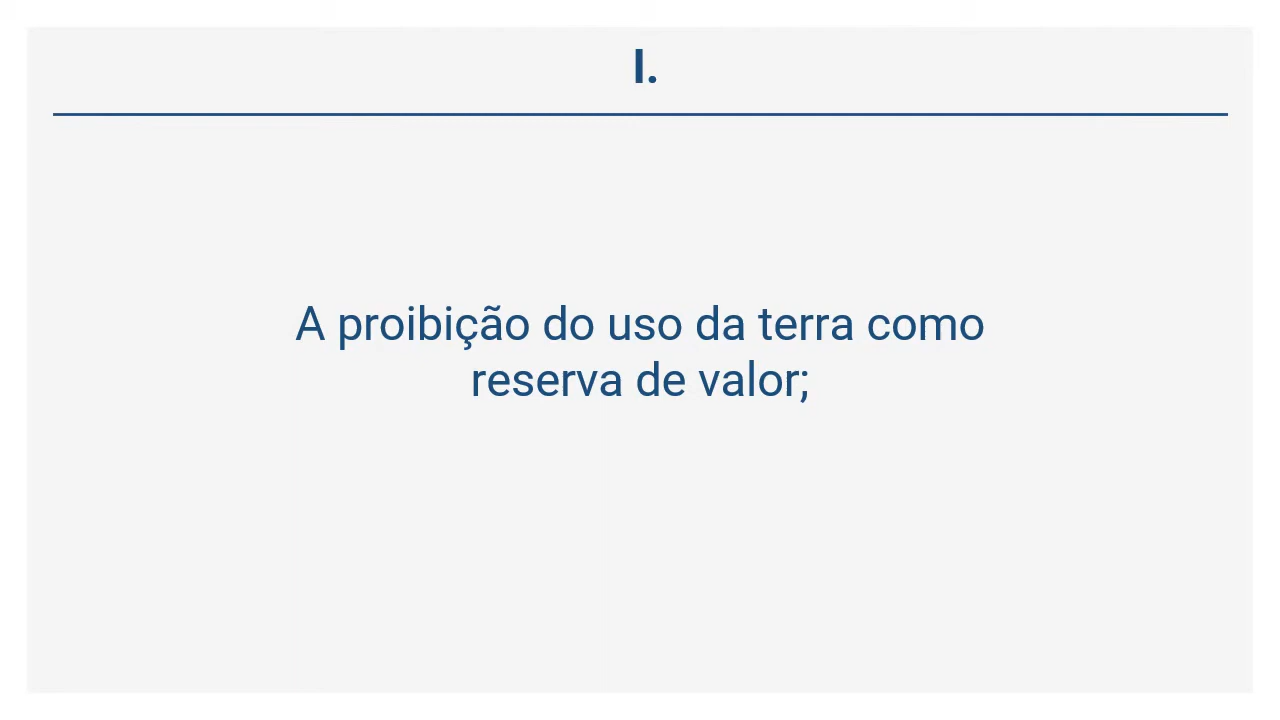 I.
A proibição do uso da terra como
reserva de valor;